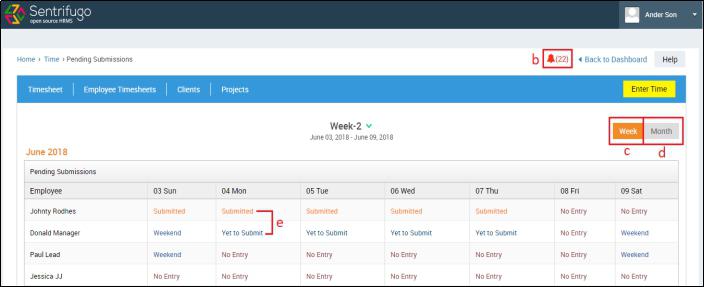 Sentrifugo
open source HRMS
Ander Son
Home › Time › Pending Submissions
b
(22)
Back to Dashboard
Help
Timesheet
Employee Timesheets
Clients
Projects
Enter Time
Week-2
June 03, 2018 - June 09, 2018
Week
Month
c
d
June 2018
Pending Submissions
Employee 03 Sun 04 Mon 05 Tue 06 Wed 07 Thu 08 Fri 09 Sat
Johnty Rodhes Submitted Submitted Submitted Submitted Submitted No Entry No Entry
e
Donald Manager Weekend Yet to Submit Yet to Submit Yet to Submit Yet to Submit No Entry Weekend
Paul Lead Weekend No Entry No Entry No Entry No Entry No Entry Weekend
Jessica JJ No Entry No Entry No Entry No Entry No Entry No Entry No Entry